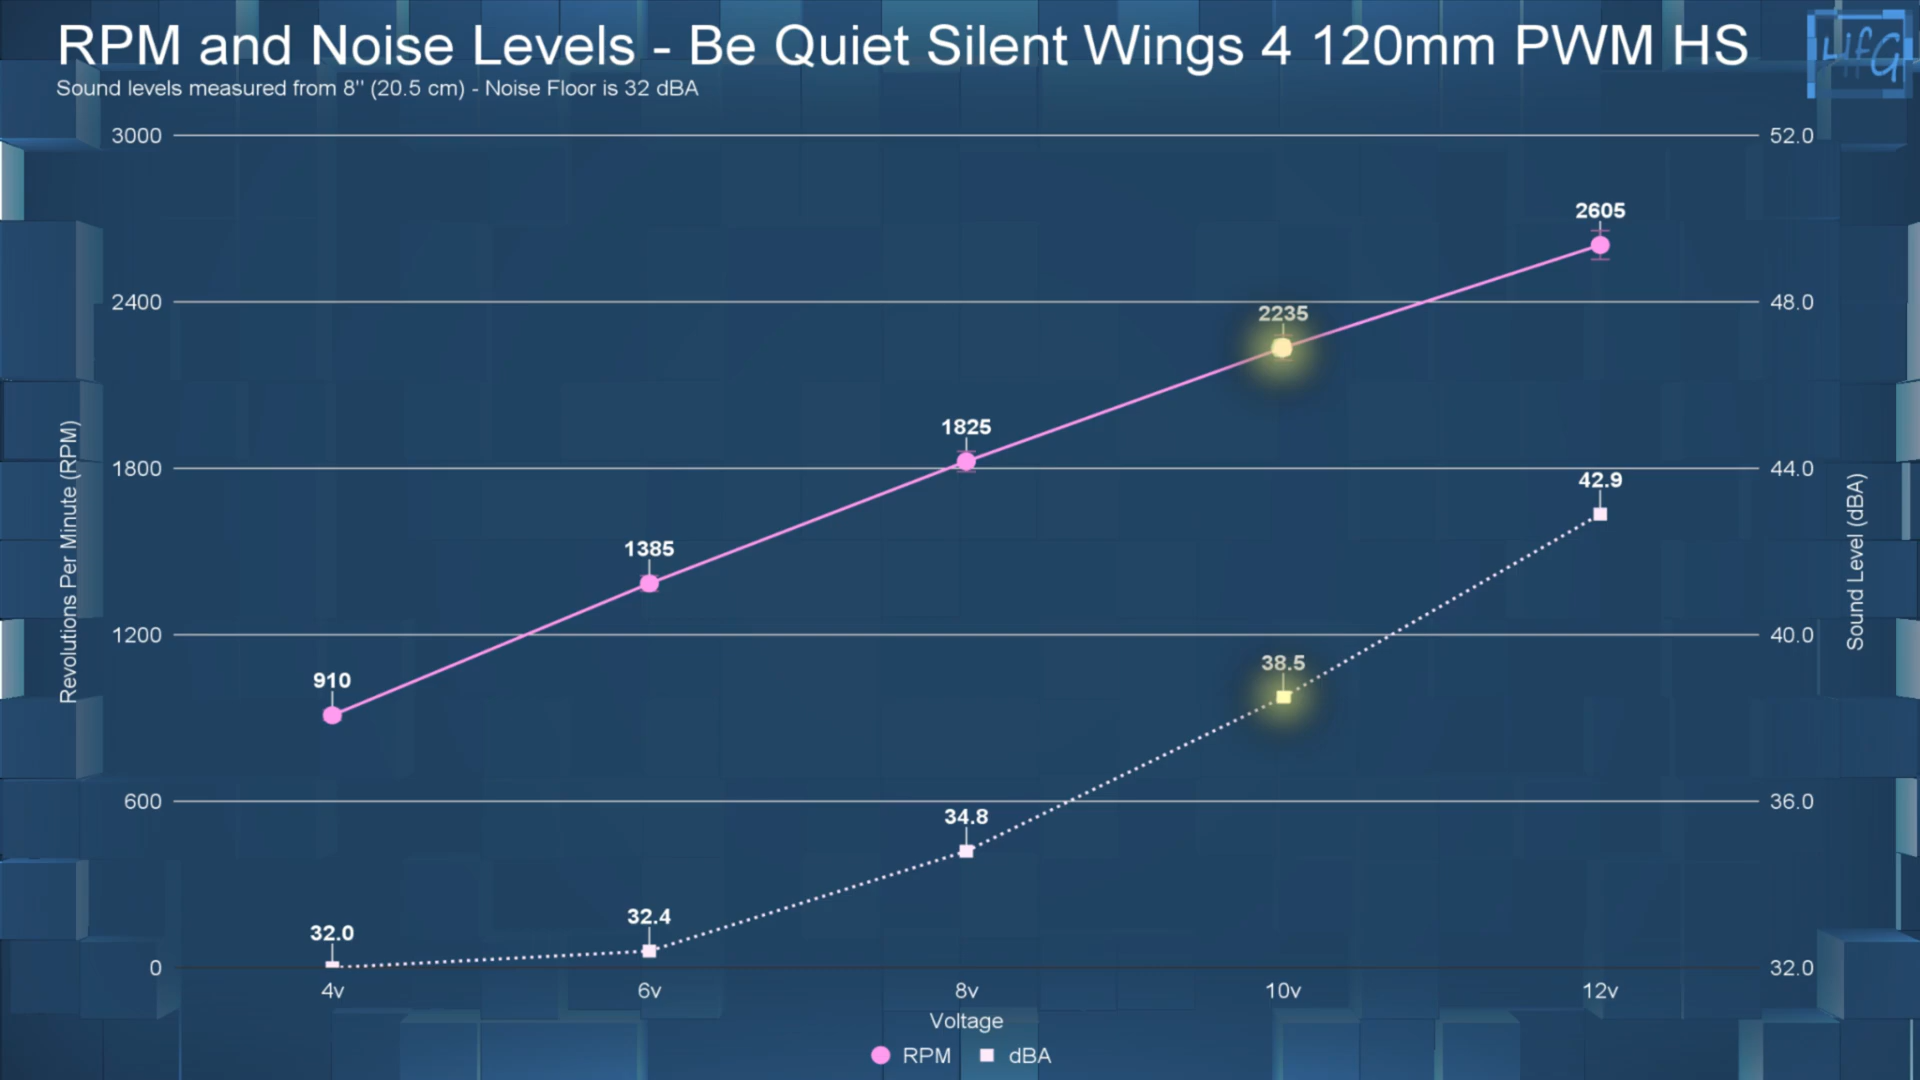 RPM and Noise Levels - Be Quiet Silent Wings 4 120mm PWM HS
HfG
Sound levels measured from 8" (20.5 cm) - Noise Floor is 32 dBA
3000
52.0
2605
2400
2235
48.0
1825
1800
44.0
42.9
1385
Revolutions Per Minute (RPM)
Sound Level (dBA)
1200
40.0
38.5
910
600
36.0
34.8
32.4
32.0
0
32.0
4v
6v
8v
10v
12v
Voltage
RPM
dBA